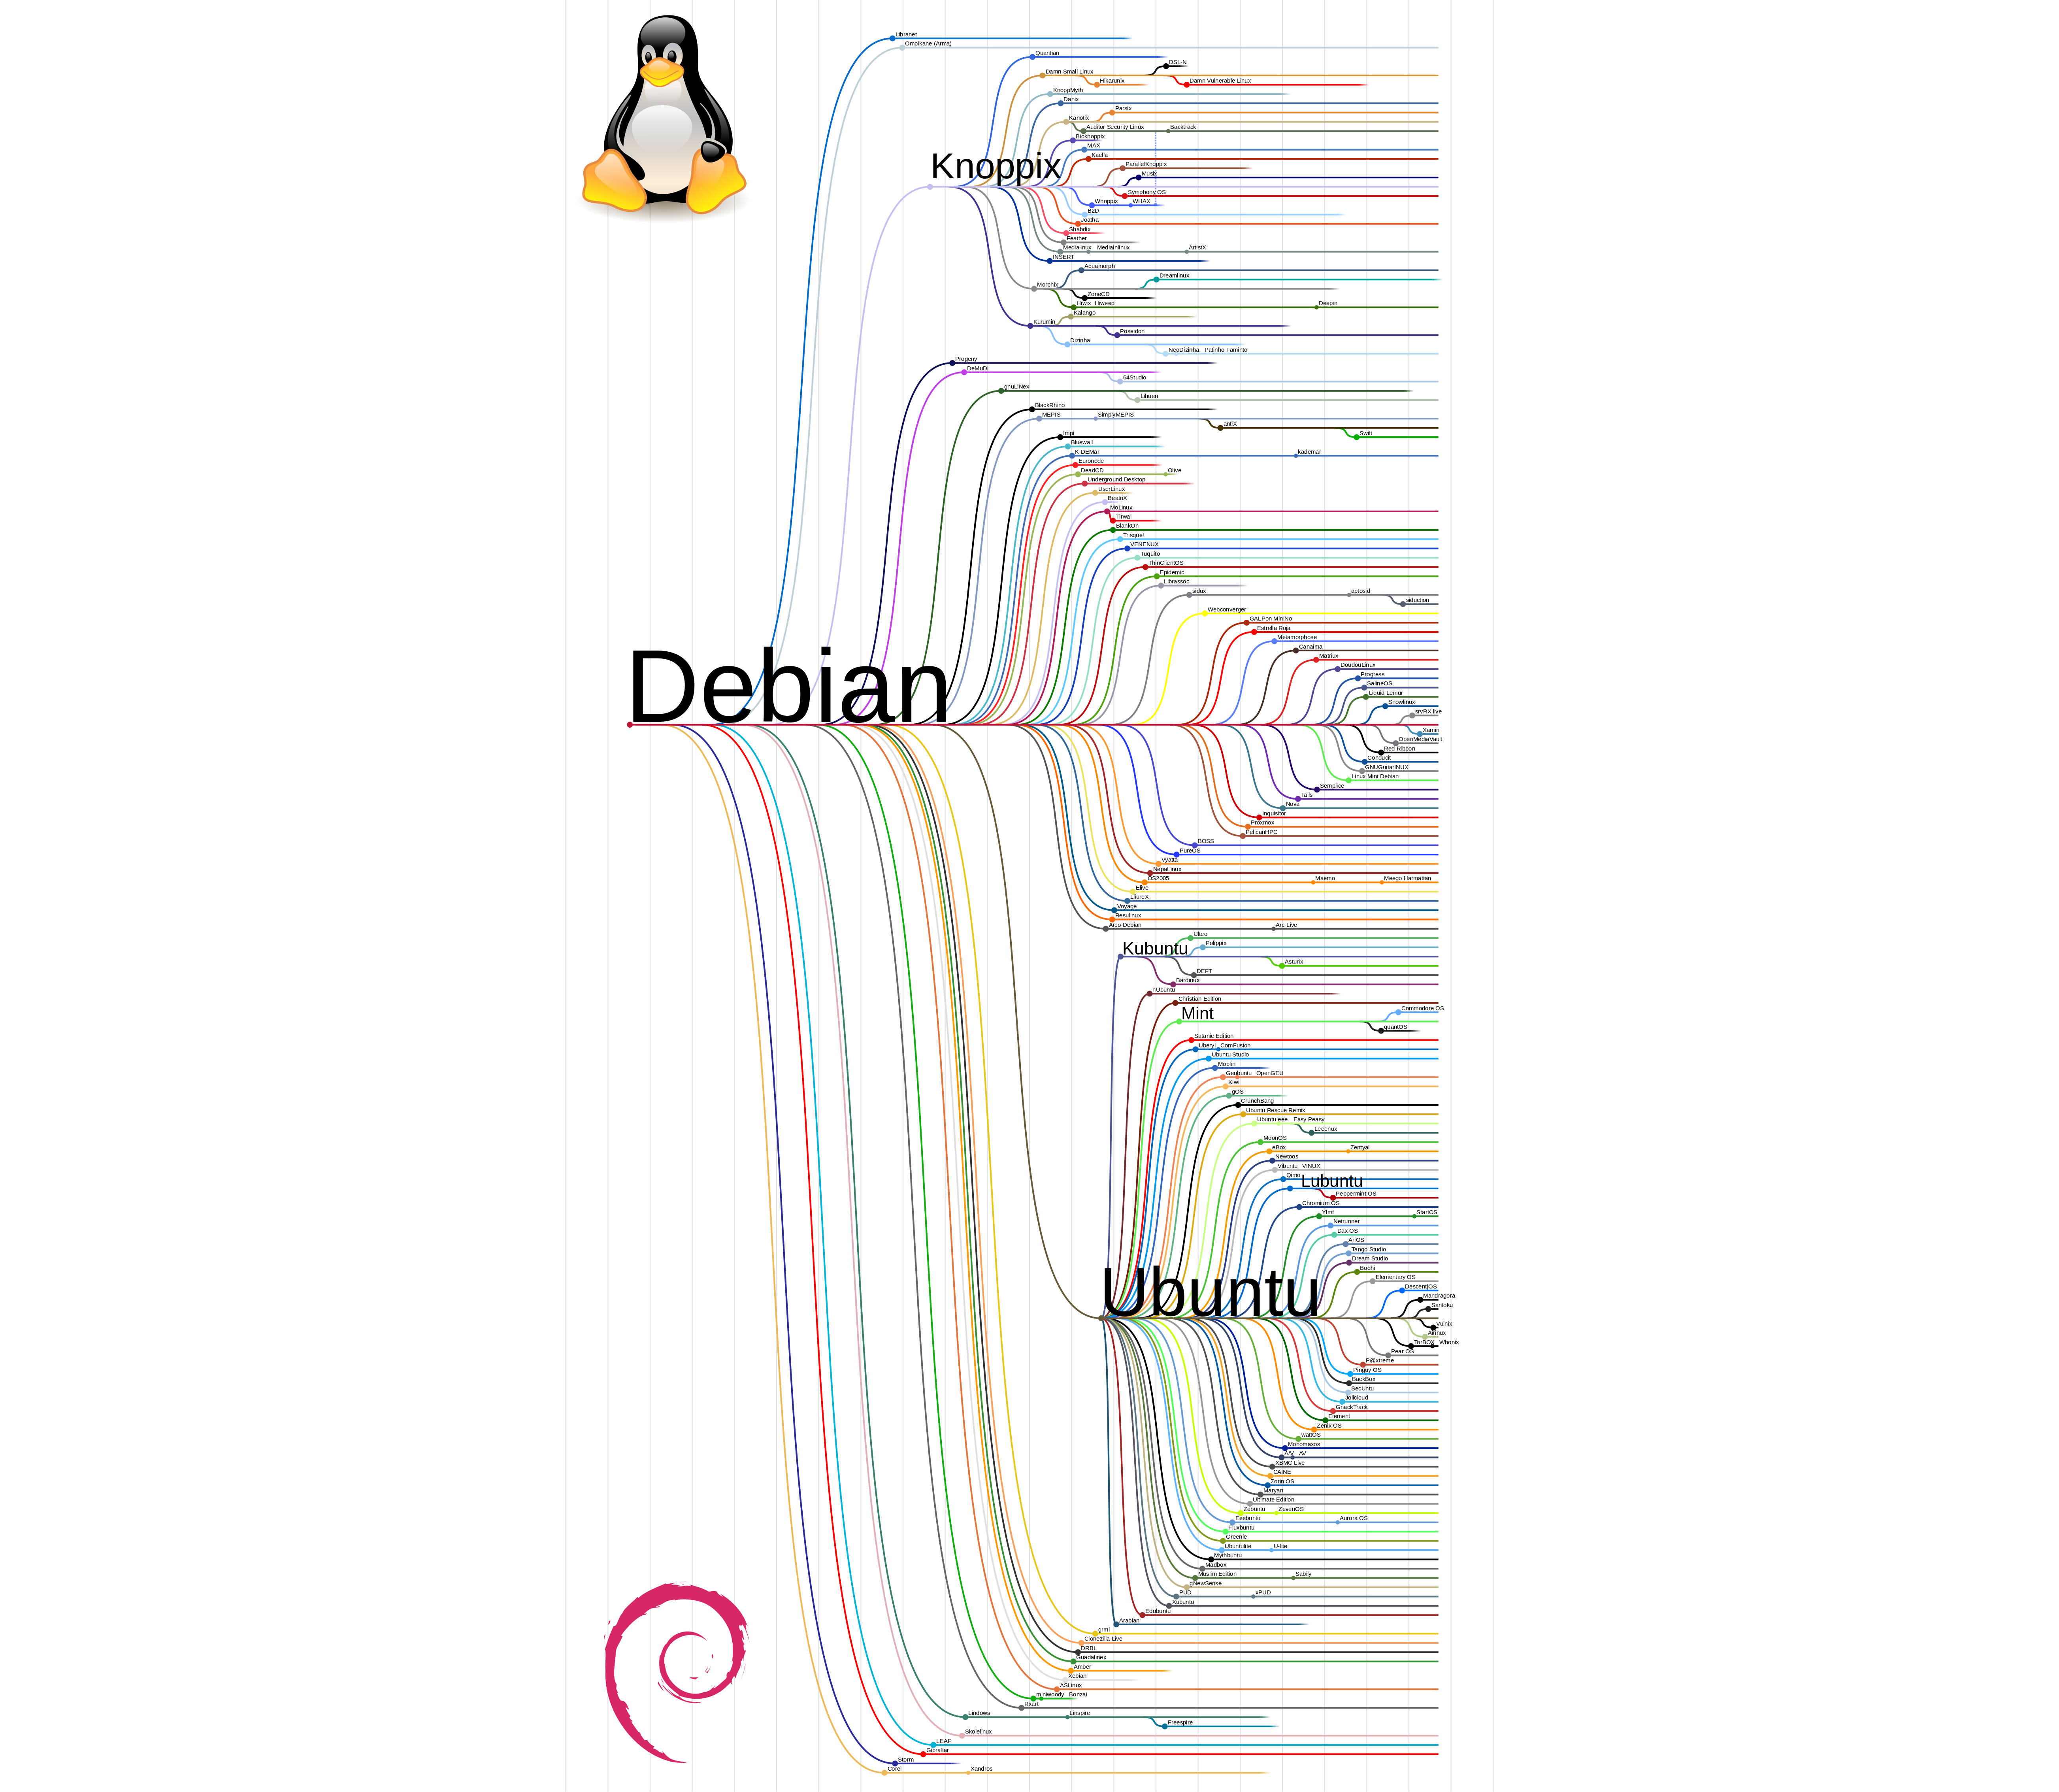 Libranet
Omoikane (Arma)
Quantian
DSL-N
Damn Small Linux
Hikarunix
Damn Vulnerable Linux
KnoppMyth
Danix
Parsix
Kanotix
Auditor Security Linux Backtrack
Bioknoppix
MAX
Kaella
Knoppix
ParallelKnoppix
Musix
Symphony OS
Whoppix WHAX
B2D
Joatha
Shabdix
Feather
Medialinux Mediainlinux ArtistX
INSERT
Aquamorph
Dreamlinux
Morphix
ZoneCD
Hiwix Hiweed Deepin
Kalango
Kurumin
Poseidon
Dizinha
NeoDizinha Patinho Faminto
Progeny
DeMuDi
64Studio
gnuLiNex
Lihuen
BlackRhino
MEPIS SimplyMEPIS
antiX
Impi Swift
Bluewall
K-DEMar kademar
Euronode
DeadCD Olive
Underground Desktop
UserLinux
BeatriX
MoLinux
Tirwal
BlankOn
Trisquel
VENENUX
Tuquito
ThinClientOS
Epidemic
Librassoc
sidux aptosid
siduction
Webconverger
GALPon MiniNo
Estrella Roja
Metamorphose
Canaima
Matriux
DoudouLinux
Progress
SalineOS
Liquid Lemur
Snowlinux
srvRX live
Debian
Xamin
OpenMediaVault
Red Ribbon
Conducit
GNUGuitarINUX
Linux Mint Debian
Semplice
Tails
Nova
Inquisitor
Proxmox
PelicanHPC
BOSS
PureOS
Vyatta
NepaLinux
OS2005 Maemo Meego Harmattan
Elive
LliureX
Voyage
Resulinux
Arco-Debian Arc-Live
Ulteo
Polippix
Kubuntu
Asturix
DEFT
Bardinux
nUbuntu
Christian Edition
Commodore OS
Mint
quantOS
Satanic Edition
Uberyl ComFusion
Ubuntu Studio
Moblin
Geubuntu OpenGEU
Kiwi
gOS
CrunchBang
Ubuntu Rescue Remix
Ubuntu eee Easy Peasy
Leeenux
MoonOS
eBox Zentyal
Newtoos
Vibuntu VINUX
Qimo
Lubuntu
Peppermint OS
Chromium OS
Ylmf StartOS
Netrunner
Dax OS
AriOS
Tango Studio
Dream Studio
Bodhi
Elementary OS
Descent|OS
Mandragora
Santoku
Ubuntu
Vulnix
Airinux
TorBOX Whonix
Pear OS
P@xtreme
Pinguy OS
BackBox
SecUntu
Jolicloud
GnackTrack
Element
Zenix OS
wattOS
Monomaxos
A/V AV
XBMC Live
CAINE
Zorin OS
Maryan
Ultimate Edition
Zebuntu ZevenOS
Eeebuntu Aurora OS
Fluxbuntu
Greenie
Ubuntulite U-lite
Mythbuntu
Madbox
Muslim Edition Sabily
gNewSense
PUD xPUD
Xubuntu
Edubuntu
Arabian
grml
Clonezilla Live
DRBL
Guadalinex
Amber
Xebian
ASLinux
miniwoody Bonzai
Rxart
Lindows Linspire
Freespire
Skolelinux
LEAF
Gibraltar
Storm
Corel Xandros